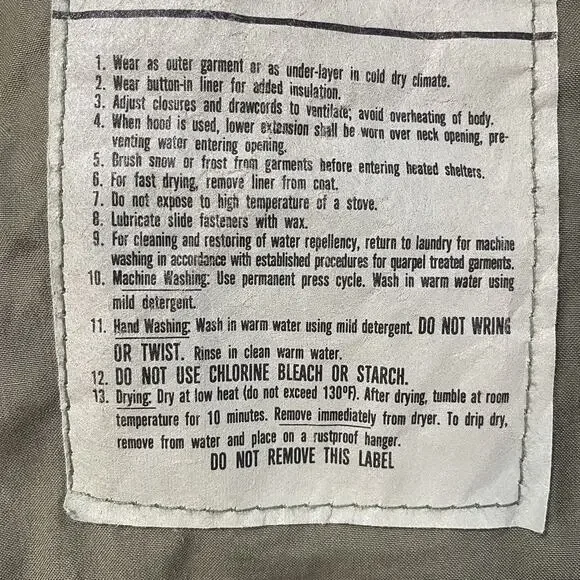 1. Wear as outer garment or as under-layer in cold dry climate.
2. Wear button-in liner for added insulation.
3. Adjust closures and drawcords to ventilate; avoid overheating of body.
4. When hood is used, lower extension shall be worn over neck opening, pre-
venting water entering opening.
5. Brush snow or frost from garments before entering heated shelters.
6. For fast drying, remove liner from coat.
7. Do not expose to high temperature of a stove.
8. Lubricate slide fasteners with wax.
9. For cleaning and restoring of water repellency, return to laundry for machine
washing in accordance with established procedures for quarpel treated garments.
10. Machine Washing: Use permanent press cycle. Wash in warm water using
mild detergent.
11. Hand Washing: Wash in warm water using mild detergent. DO NOT WRING
OR TWIST. Rinse in clean warm water.
12. DO NOT USE CHLORINE BLEACH OR STARCH.
13. Drying: Dry at low heat (do not exceed 130ºF). After drying, tumble at room
temperature for 10 minutes. Remove immediately from dryer. To drip dry,
remove from water and place on a rustproof hanger.
DO NOT REMOVE THIS LABEL